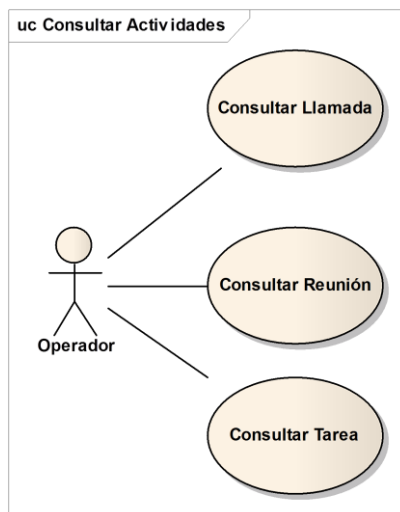 uc Consultar Actividades
Consultar Llamada
Consultar Reunión
Operador
Consultar Tarea